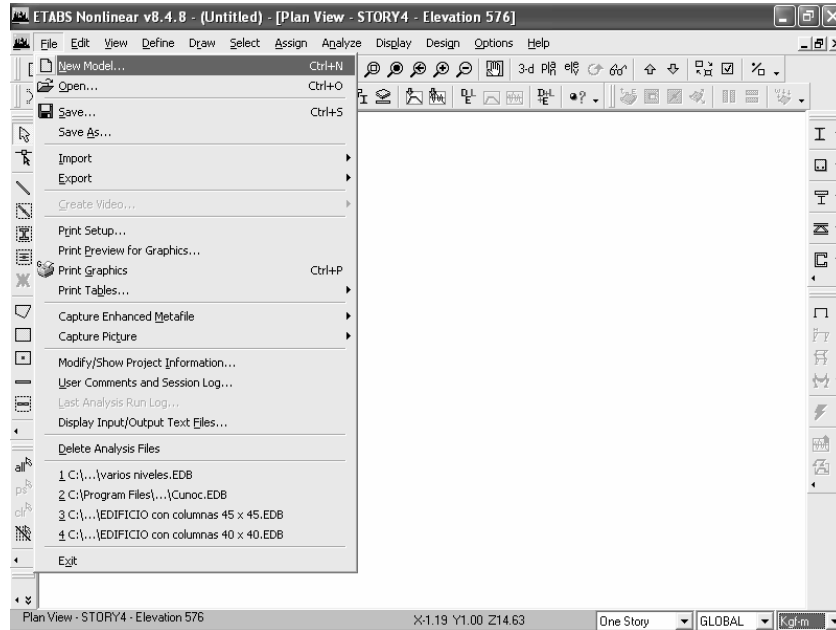 ETABS Nonlinear v8.4.8 - (Untitled) - [Plan View - STORY4 - Elevation 576]
File Edit View Define Draw Select Assign Analyze Display Design Options Help
New Model... Ctrl+N
Open... Ctrl+O
Save... Ctrl+S
Save As...
Import
Export
Create Video...
Print Setup...
Print Preview for Graphics...
Print Graphics Ctrl+P
Print Tables...
Capture Enhanced Metafile
Capture Picture
Modify/Show Project Information...
User Comments and Session Log...
Last Analysis Run Log...
Display Input/Output Text Files...
Delete Analysis Files
1 C:\...\varios niveles.EDB
2 C:\Program Files\...\Cunoc.EDB
3 C:\...\EDIFICIO con columnas 45 x 45.EDB
4 C:\...\EDIFICIO con columnas 40 x 40.EDB
Exit
3-d
all
ps
clr
Plan View - STORY4 - Elevation 576 X-1.19 Y1.00 Z14.63 One Story GLOBAL Kgf-m